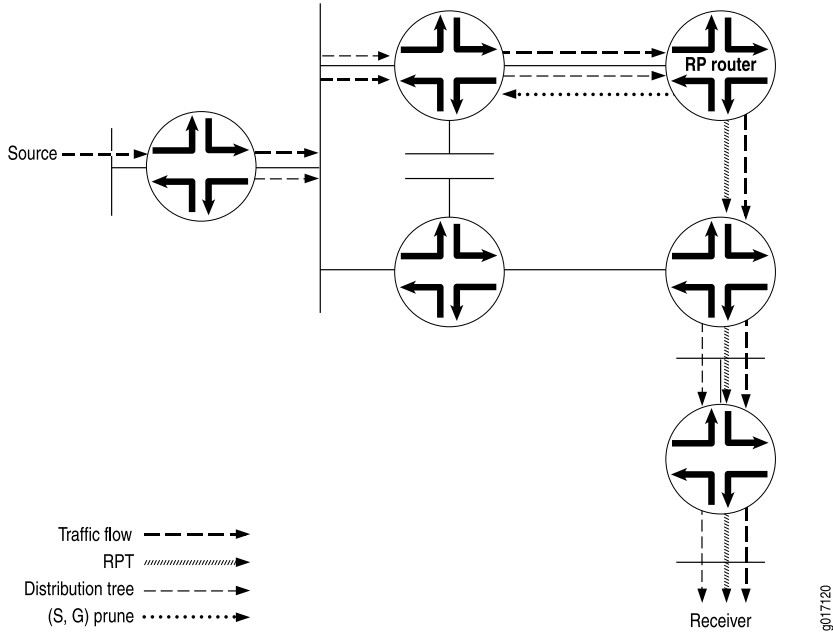 RP router
Source
Traffic flow
RPT
Distribution tree
(S, G) prune
Receiver
g017120